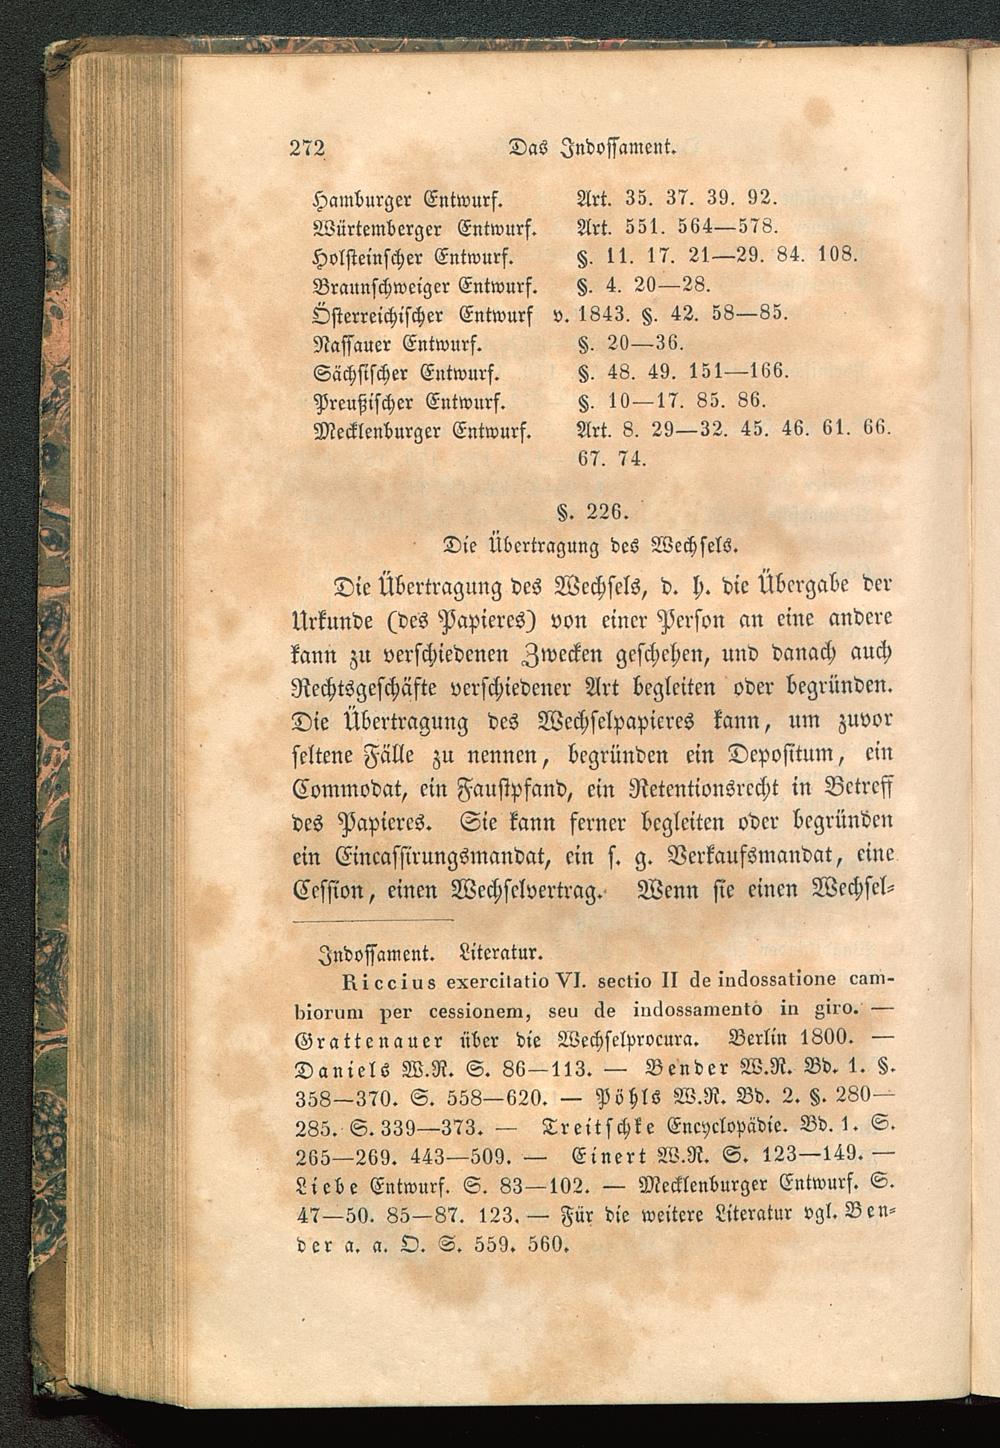 272 Das Indossament.
Hamburger Entwurf. Art. 35. 37. 39. 92.
Würtemberger Entwurf. Art. 551. 564—578.
Holsteinscher Entwurf. §. 11. 17. 21—29. 84. 108.
Braunschweiger Entwurf. §. 4. 20—28.
Österreichischer Entwurf v. 1843. §. 42. 58—85.
Nassauer Entwurf. §. 20—36.
Sächsischer Entwurf. §. 48. 49. 151—166.
Preußischer Entwurf. §. 10—17. 85. 86.
Mecklenburger Entwurf. Art. 8. 29—32. 45. 46. 61. 66.
67. 74.
§. 226.
Die Übertragung des Wechsels.
Die Übertragung des Wechsels, d. h. die Übergabe der
Urkunde (des Papieres) von einer Person an eine andere
kann zu verschiedenen Zwecken geschehen, und danach auch
Rechtsgeschäfte verschiedener Art begleiten oder begründen.
Die Übertragung des Wechselpapieres kann, um zuvor
seltene Fälle zu nennen, begründen ein Depositum, ein
Commodat, ein Faustpfand, ein Retentionsrecht in Betreff
des Papieres. Sie kann ferner begleiten oder begründen
ein Eincassirungsmandat, ein s. g. Verkaufsmandat, eine
Cession, einen Wechselvertrag. Wenn sie einen Wechsel-
Indossament. Literatur.
Riccius exercitatio VI. sectio II de indossatione cam-
biorum per cessionem, seu de indossamento in giro. —
Grattenauer über die Wechselprocura. Berlin 1800. —
Daniels W.R. S. 86—113. — Bender W.R. Bd. 1. §.
358—370. S. 558—620. — Pöhls W.R. Bd. 2. §. 280—
285. S. 339—373. — Treitschke Encyclopädie. Bd. 1. S.
265—269. 443—509. — Einert W.R. S. 123—149. —
Liebe Entwurf. S. 83—102. — Mecklenburger Entwurf. S.
47—50. 85—87. 123. — Für die weitere Literatur vgl. Ben-
der a. a. O. S. 559. 560.